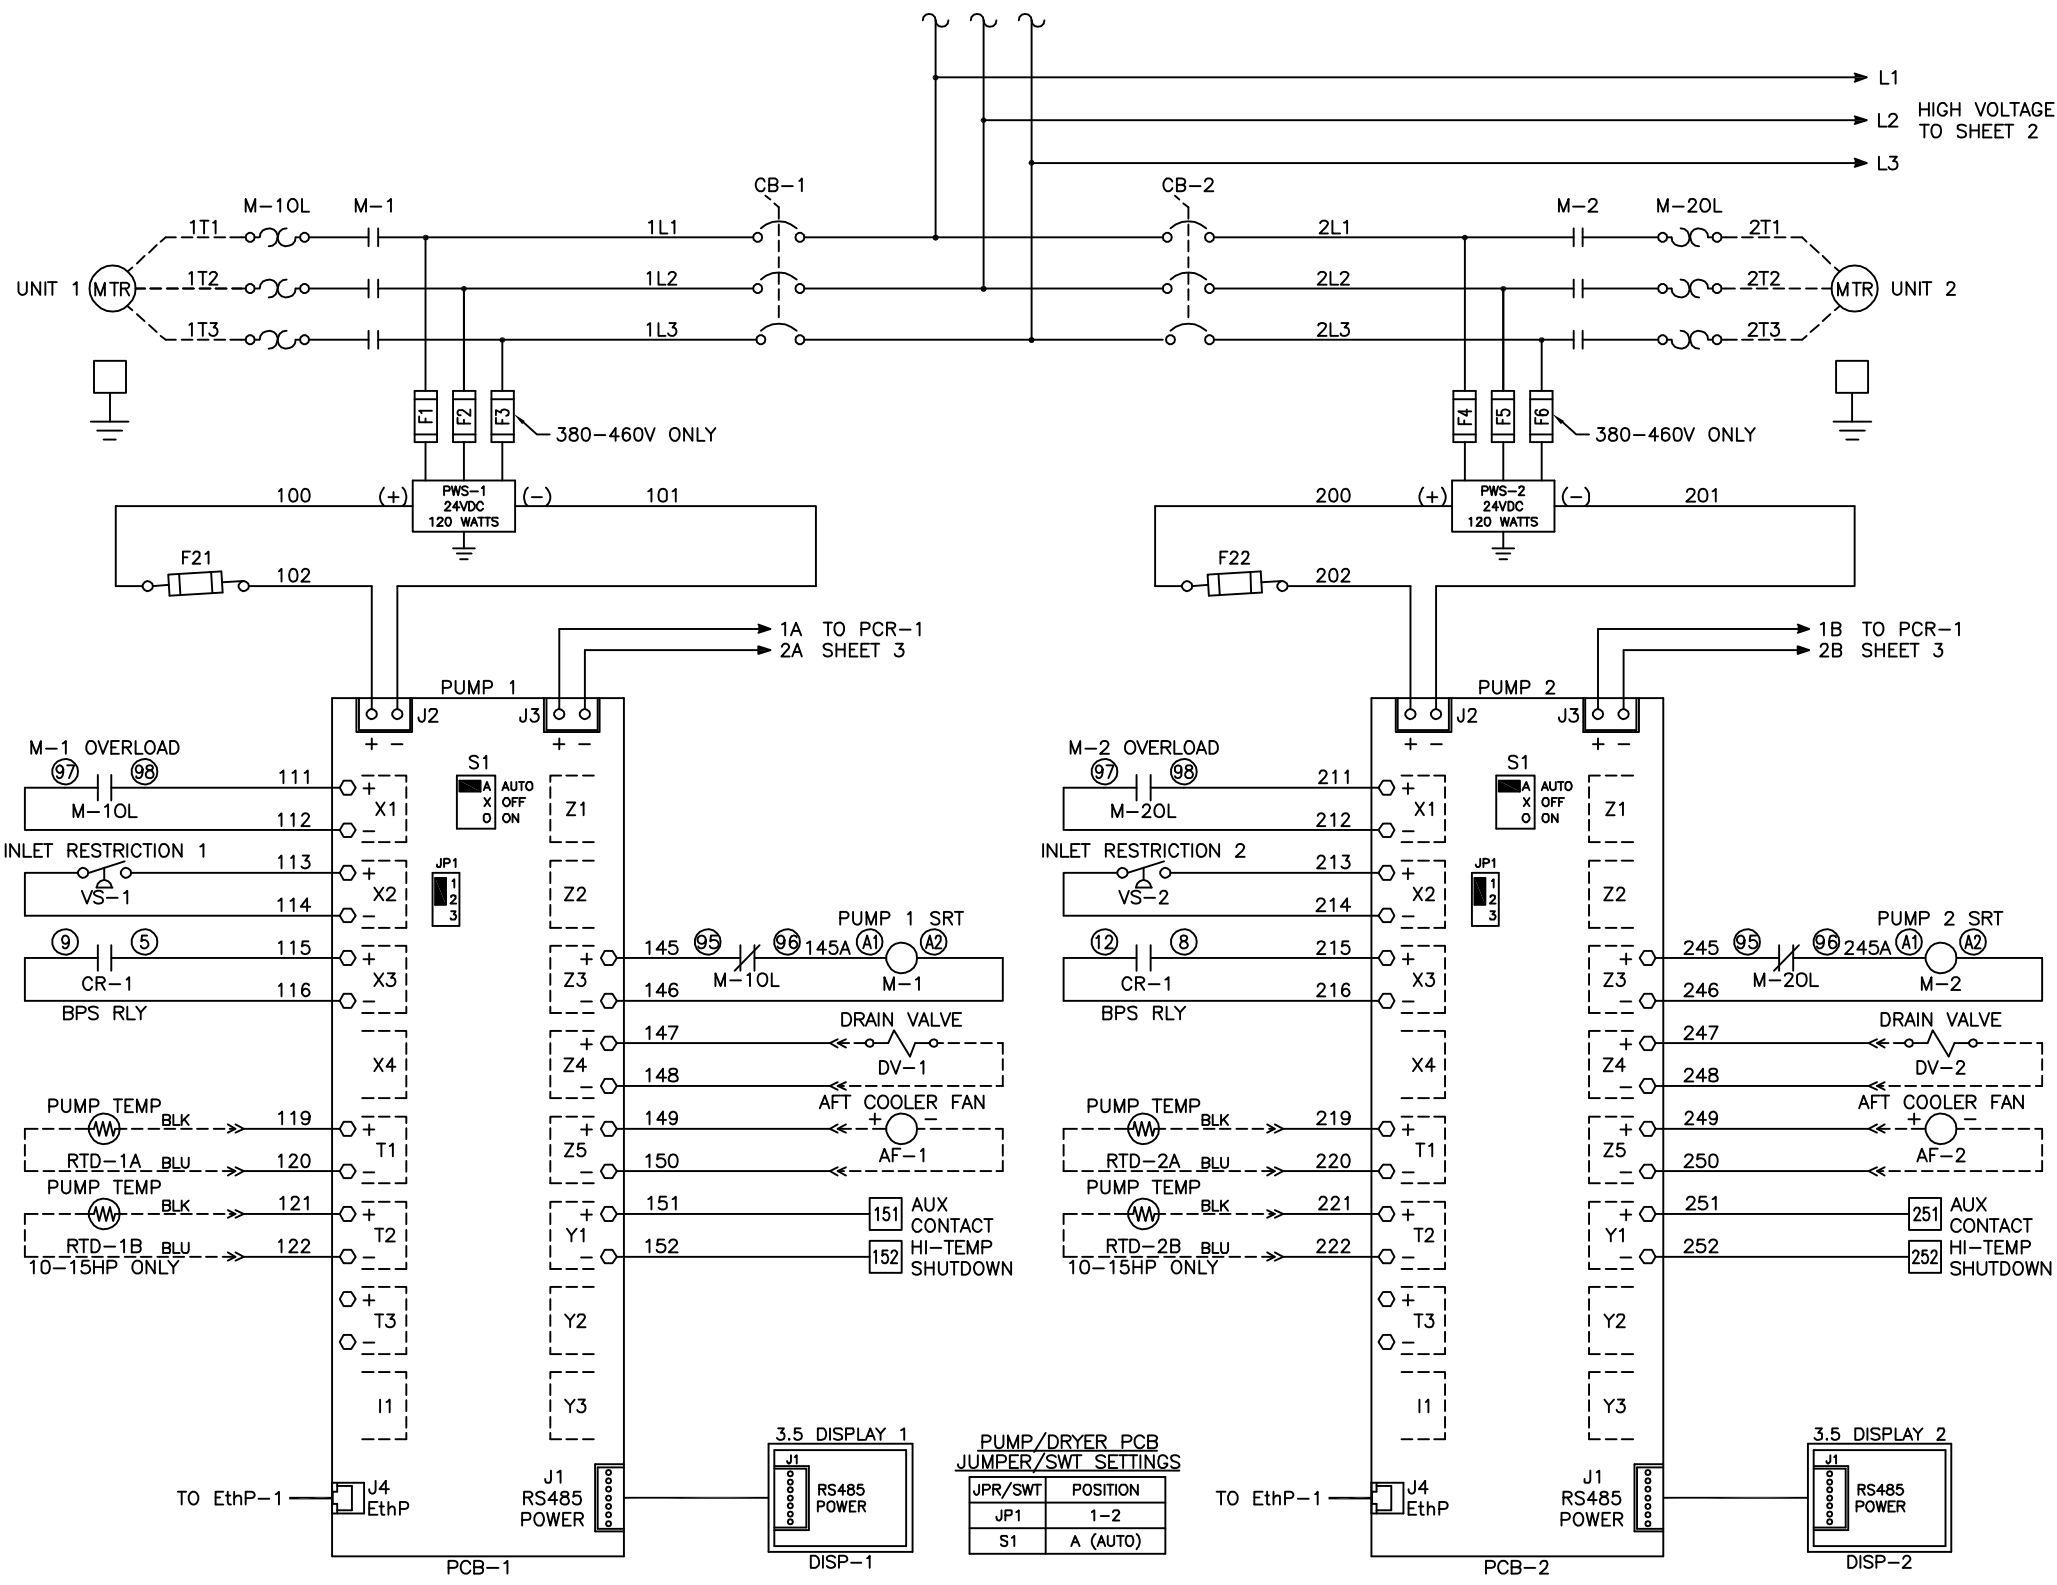 L1
L2
HIGH VOLTAGE
TO SHEET 2
L3
CB-1
CB-2
M-1OL
M-1
M-2
M-2OL
1T1
1L1
2L1
2T1
UNIT 1
MTR
1T2
1L2
2L2
2T2
MTR
UNIT 2
1T3
1L3
2L3
2T3
F1
F2
F3
380-460V ONLY
F4
F5
F6
380-460V ONLY
100
(+)
PWS-1
24VDC
120 WATTS
(-)
101
200
(+)
PWS-2
24VDC
120 WATTS
(-)
201
F21
102
F22
202
1A TO PCR-1
2A SHEET 3
1B TO PCR-1
2B SHEET 3
PUMP 1
J2
J3
+ -
+ -
M-1 OVERLOAD
97
98
111
M-1OL
112
+
X1
-
S1
A AUTO
X OFF
O ON
Z1
INLET RESTRICTION 1
113
VS-1
114
+
X2
-
JP1
1
2
3
Z2
9
5
115
CR-1
116
BPS RLY
+
X3
-
+
Z3
-
PUMP 1 SRT
145
95
96
145A
A1
A2
M-1OL
M-1
146
X4
+
Z4
-
147
DRAIN VALVE
DV-1
148
PUMP TEMP
BLK
119
RTD-1A
BLU
120
+
T1
-
+
Z5
-
149
AFT COOLER FAN
+
-
AF-1
150
PUMP TEMP
BLK
121
RTD-1B
BLU
122
10-15HP ONLY
+
T2
-
+
Y1
-
151
151
AUX
CONTACT
152
152
HI-TEMP
SHUTDOWN
+
T3
-
Y2
I1
Y3
TO EthP-1
J4
EthP
J1
RS485
POWER
3.5 DISPLAY 1
J1
RS485
POWER
DISP-1
PCB-1
PUMP/DRYER PCB
JUMPER/SWT SETTINGS
JPR/SWT POSITION
JP1 1-2
S1 A (AUTO)
PUMP 2
J2
J3
+ -
+ -
M-2 OVERLOAD
97
98
211
M-2OL
212
+
X1
-
S1
A AUTO
X OFF
O ON
Z1
INLET RESTRICTION 2
213
VS-2
214
+
X2
-
JP1
1
2
3
Z2
12
8
215
CR-1
216
BPS RLY
+
X3
-
+
Z3
-
PUMP 2 SRT
245
95
96
245A
A1
A2
M-2OL
M-2
246
X4
+
Z4
-
247
DRAIN VALVE
DV-2
248
PUMP TEMP
BLK
219
RTD-2A
BLU
220
+
T1
-
+
Z5
-
249
AFT COOLER FAN
+
-
AF-2
250
PUMP TEMP
BLK
221
RTD-2B
BLU
222
10-15HP ONLY
+
T2
-
+
Y1
-
251
251
AUX
CONTACT
252
252
HI-TEMP
SHUTDOWN
+
T3
-
Y2
I1
Y3
TO EthP-1
J4
EthP
J1
RS485
POWER
3.5 DISPLAY 2
J1
RS485
POWER
DISP-2
PCB-2